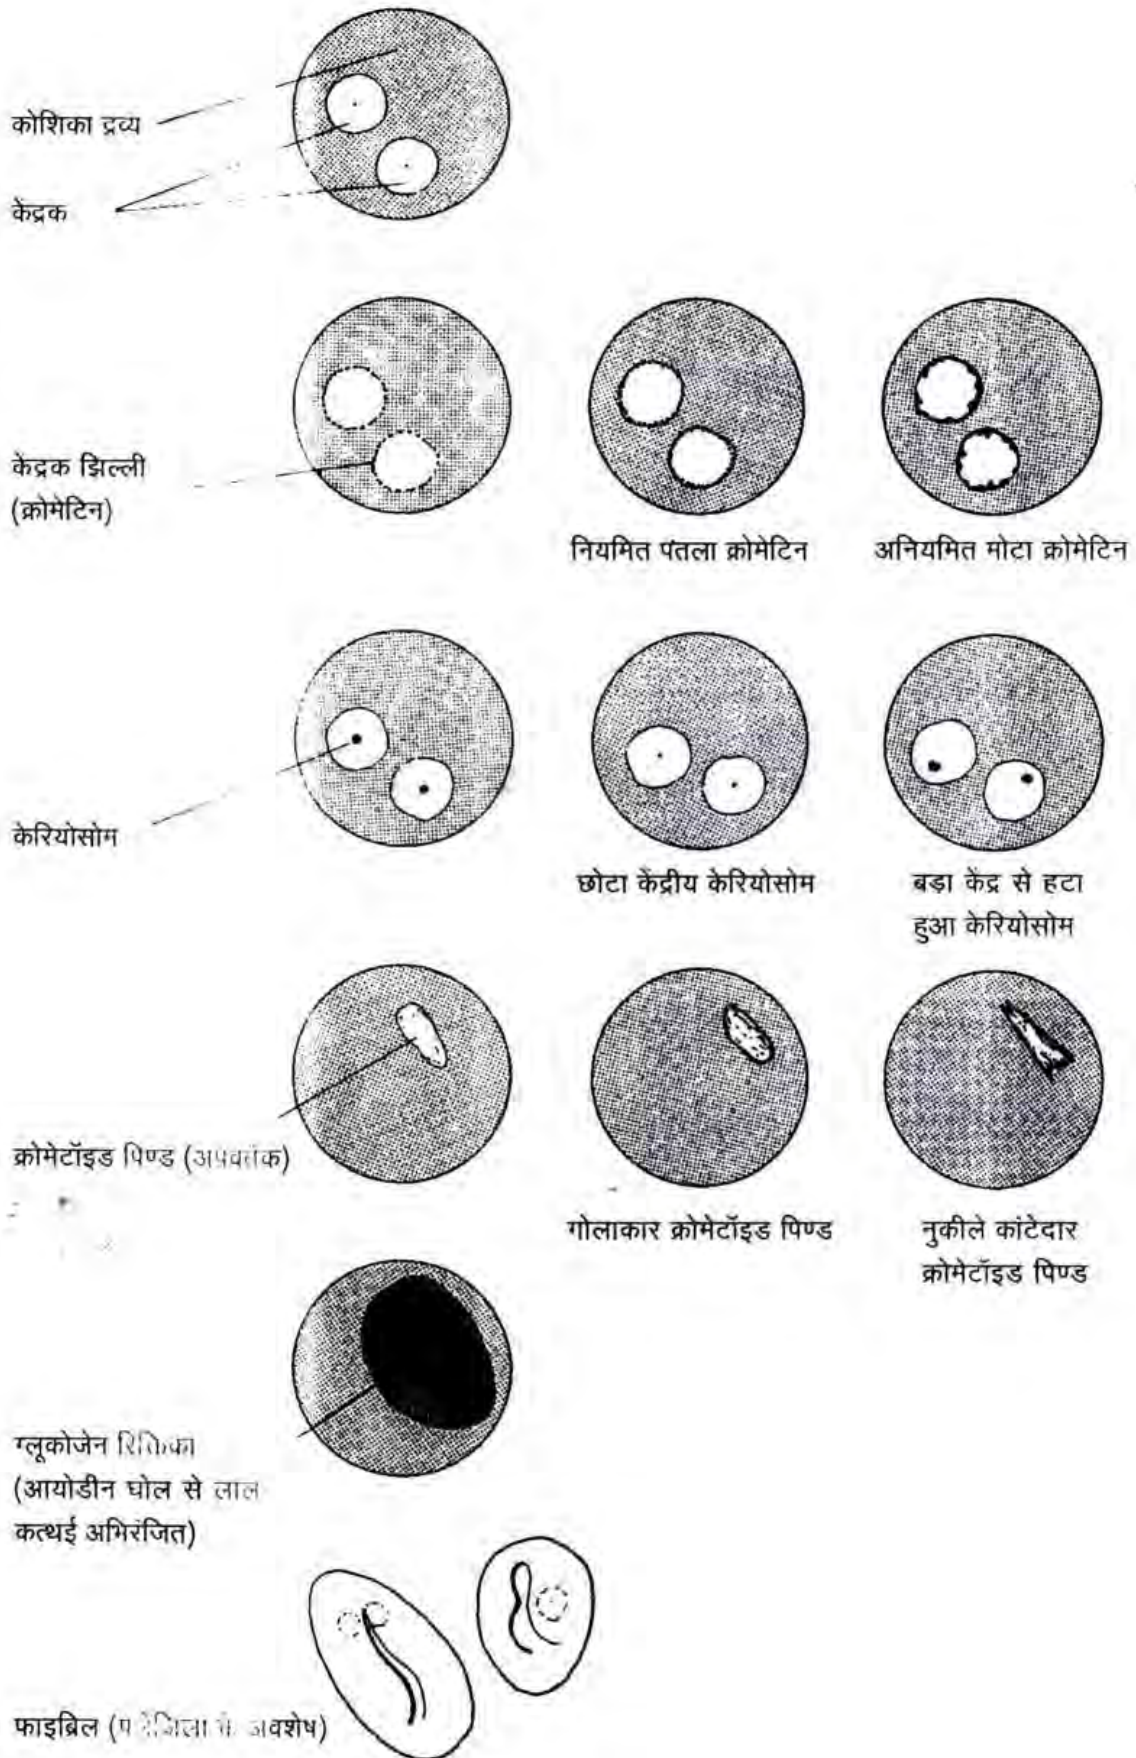 कोशिका द्रव्य
केंद्रक
केंद्रक झिल्ली
(क्रोमेटिन)
नियमित पतला क्रोमेटिन
अनियमित मोटा क्रोमेटिन
केरियोसोम
छोटा केंद्रीय केरियोसोम
बड़ा केंद्र से हटा
हुआ केरियोसोम
क्रोमेटॉइड पिण्ड
गोलाकार क्रोमेटॉइड पिण्ड
नुकीले कांटेदार
क्रोमेटॉइड पिण्ड
ग्लूकोजेन रिक्तिका
(आयोडीन घोल से लाल
कत्थई अभिरंजित)
फाइब्रिल अवशेष)